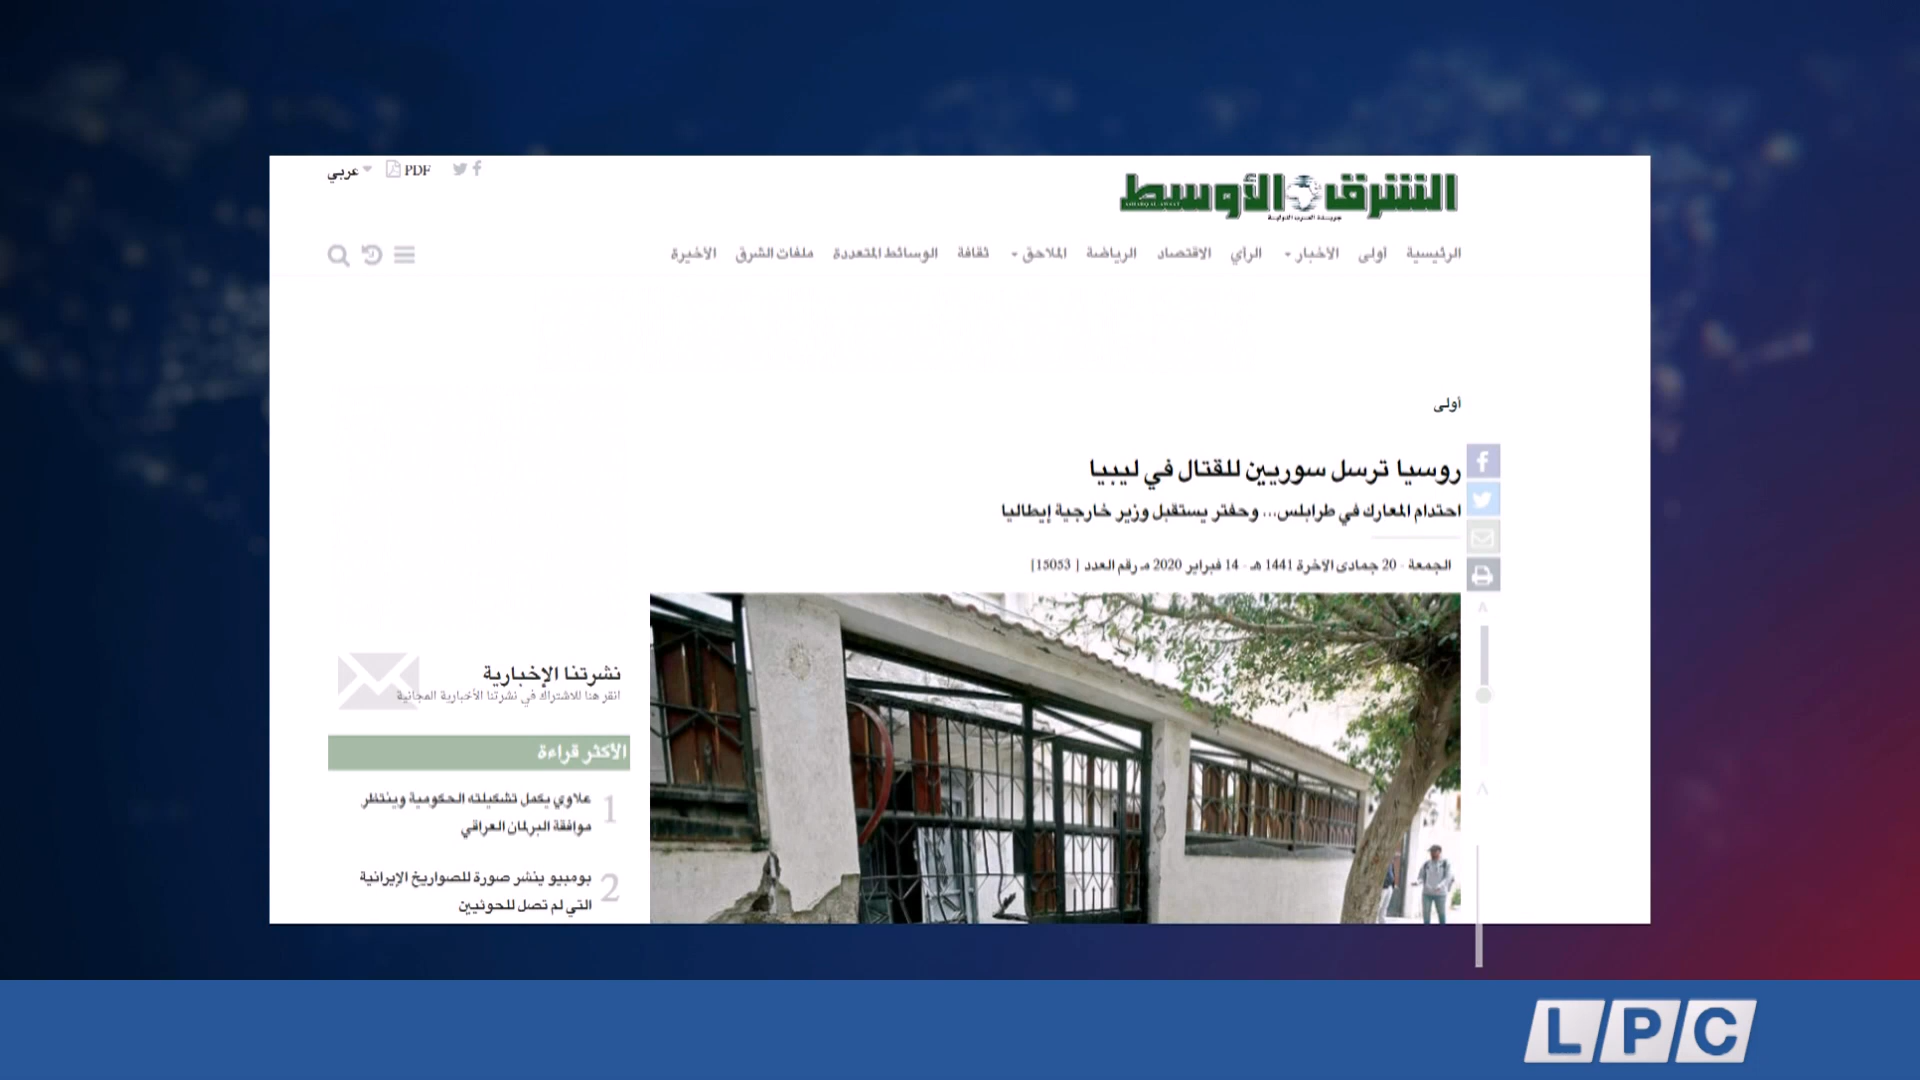 عربي PDF
الشرق الأوسط
جريدة العرب الدولية
الرئيسية أولى الأخبار الرأي الاقتصاد الرياضة الملاحق ثقافة الوسائط المتعددة ملفات الشرق الأخيرة
أولى
روسيا ترسل سوريين للقتال في ليبيا
احتدام المعارك في طرابلس... وحفتر يستقبل وزير خارجية إيطاليا
الجمعة - 20 جمادى الآخرة 1441 هـ - 14 فبراير 2020 مـ رقم العدد [15053]
نشرتنا الإخبارية
انقر هنا للاشتراك في نشرتنا الأخبارية المجانية
الأكثر قراءة
1 علاوي يكمل تشكيلته الحكومية وينتظر
موافقة البرلمان العراقي
2 بومبيو ينشر صورة للصواريخ الإيرانية
التي لم تصل للحوثيين
LPC